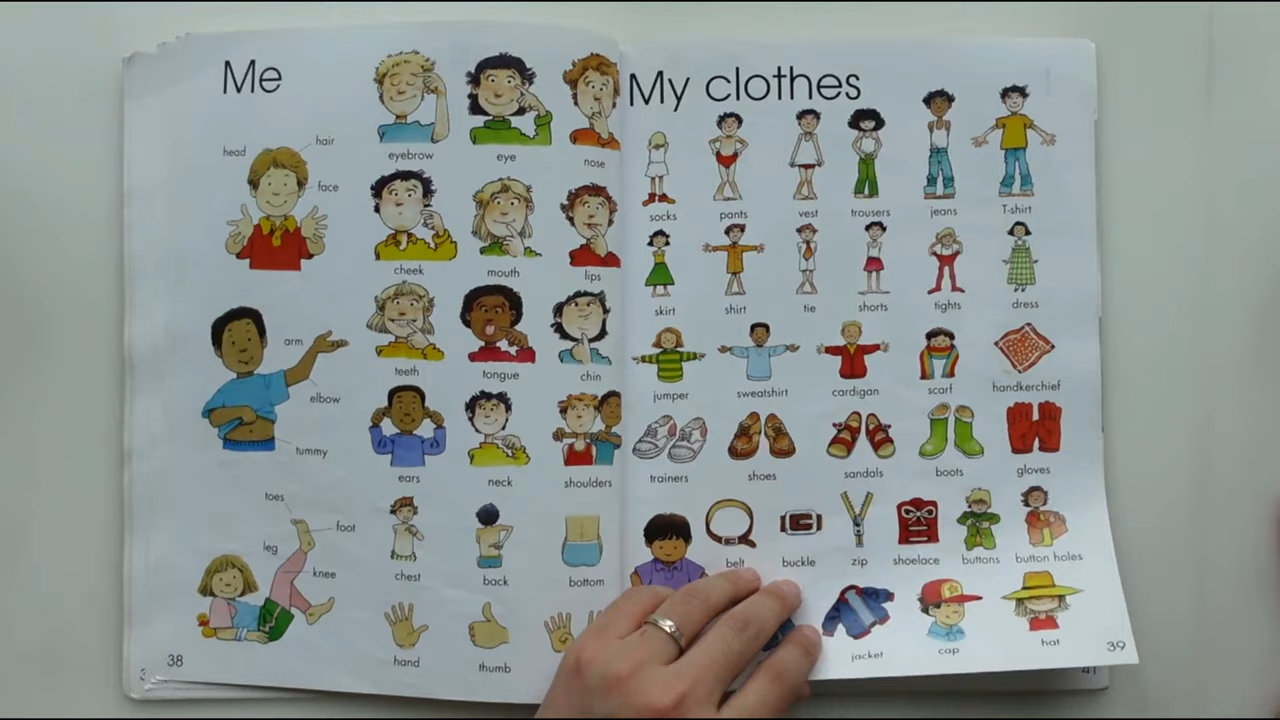 Me
head
hair
face
eyebrow
eye
nose
cheek
mouth
lips
arm
elbow
tummy
teeth
tongue
chin
ears
neck
shoulders
toes
foot
leg
knee
chest
back
bottom
hand
thumb
38
My clothes
socks
pants
vest
trousers
jeans
T-shirt
skirt
shirt
tie
shorts
tights
dress
jumper
sweatshirt
cardigan
scarf
handkerchief
trainers
shoes
sandals
boots
gloves
belt
buckle
zip
shoelace
buttons
button holes
jacket
cap
hat
39
41